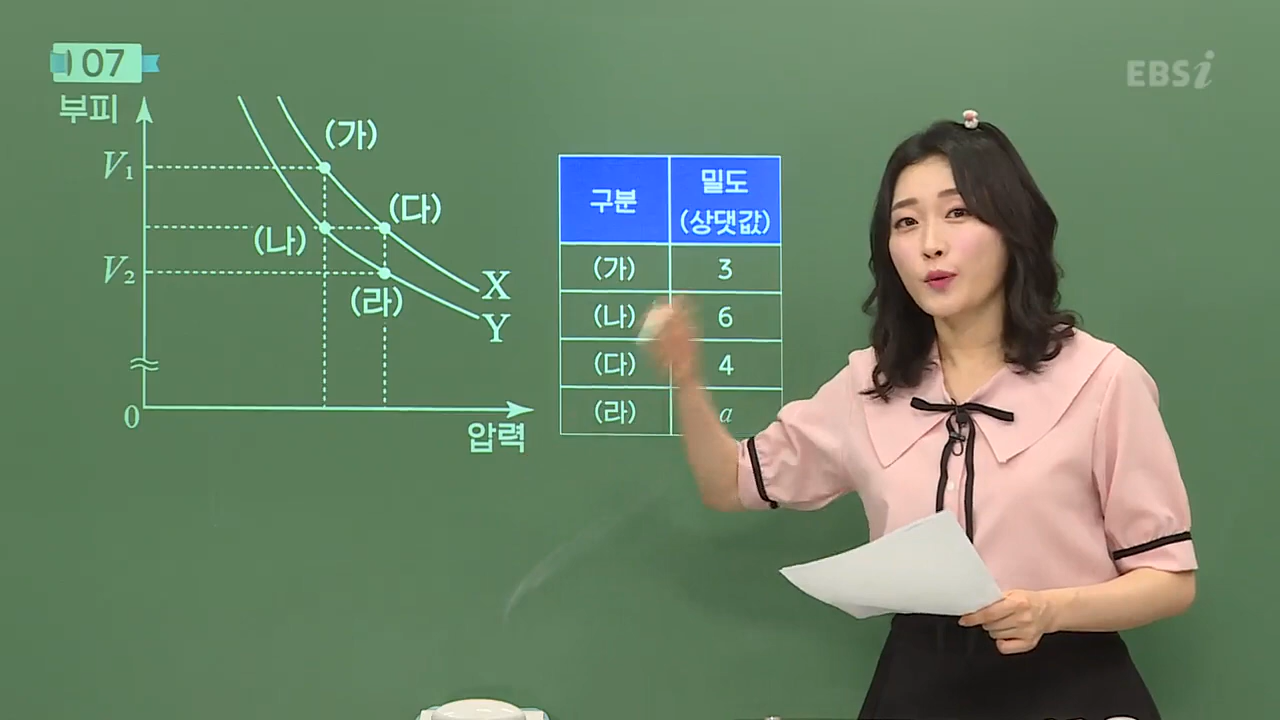 07
EBSi
부피
(가)
V₁
(다)
(나)
V₂
(라)
X
Y
0
압력
구분 밀도
(상댓값)
(가) 3
(나) 6
(다) 4
(라) a